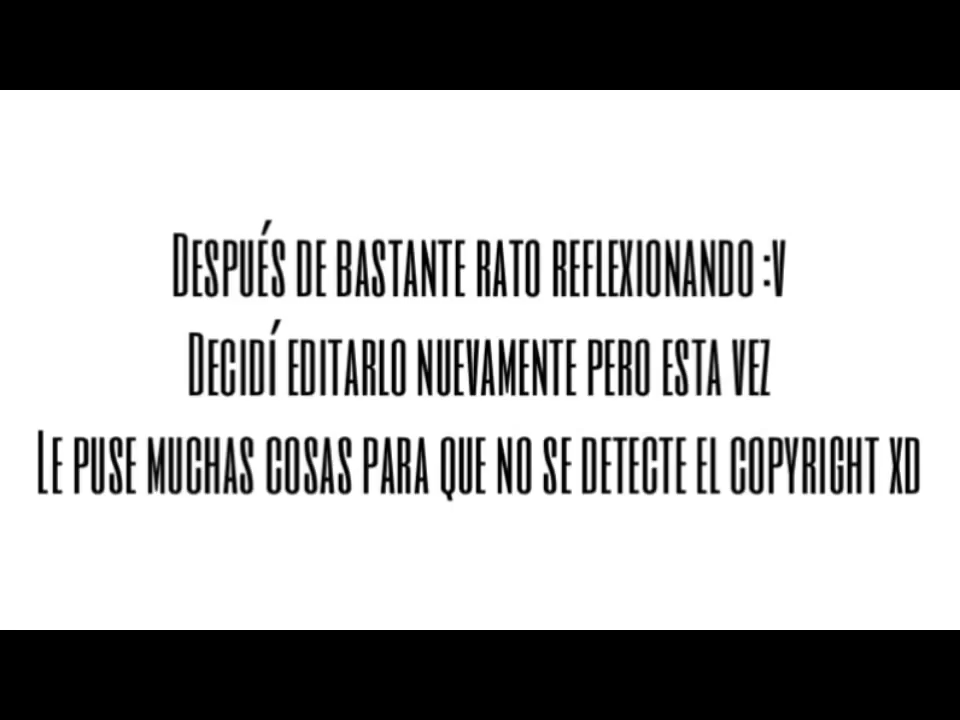 Después de bastante rato reflexionando :v
Decidí editarlo nuevamente pero esta vez
Le puse muchas cosas para que no se detecte el copyright xd